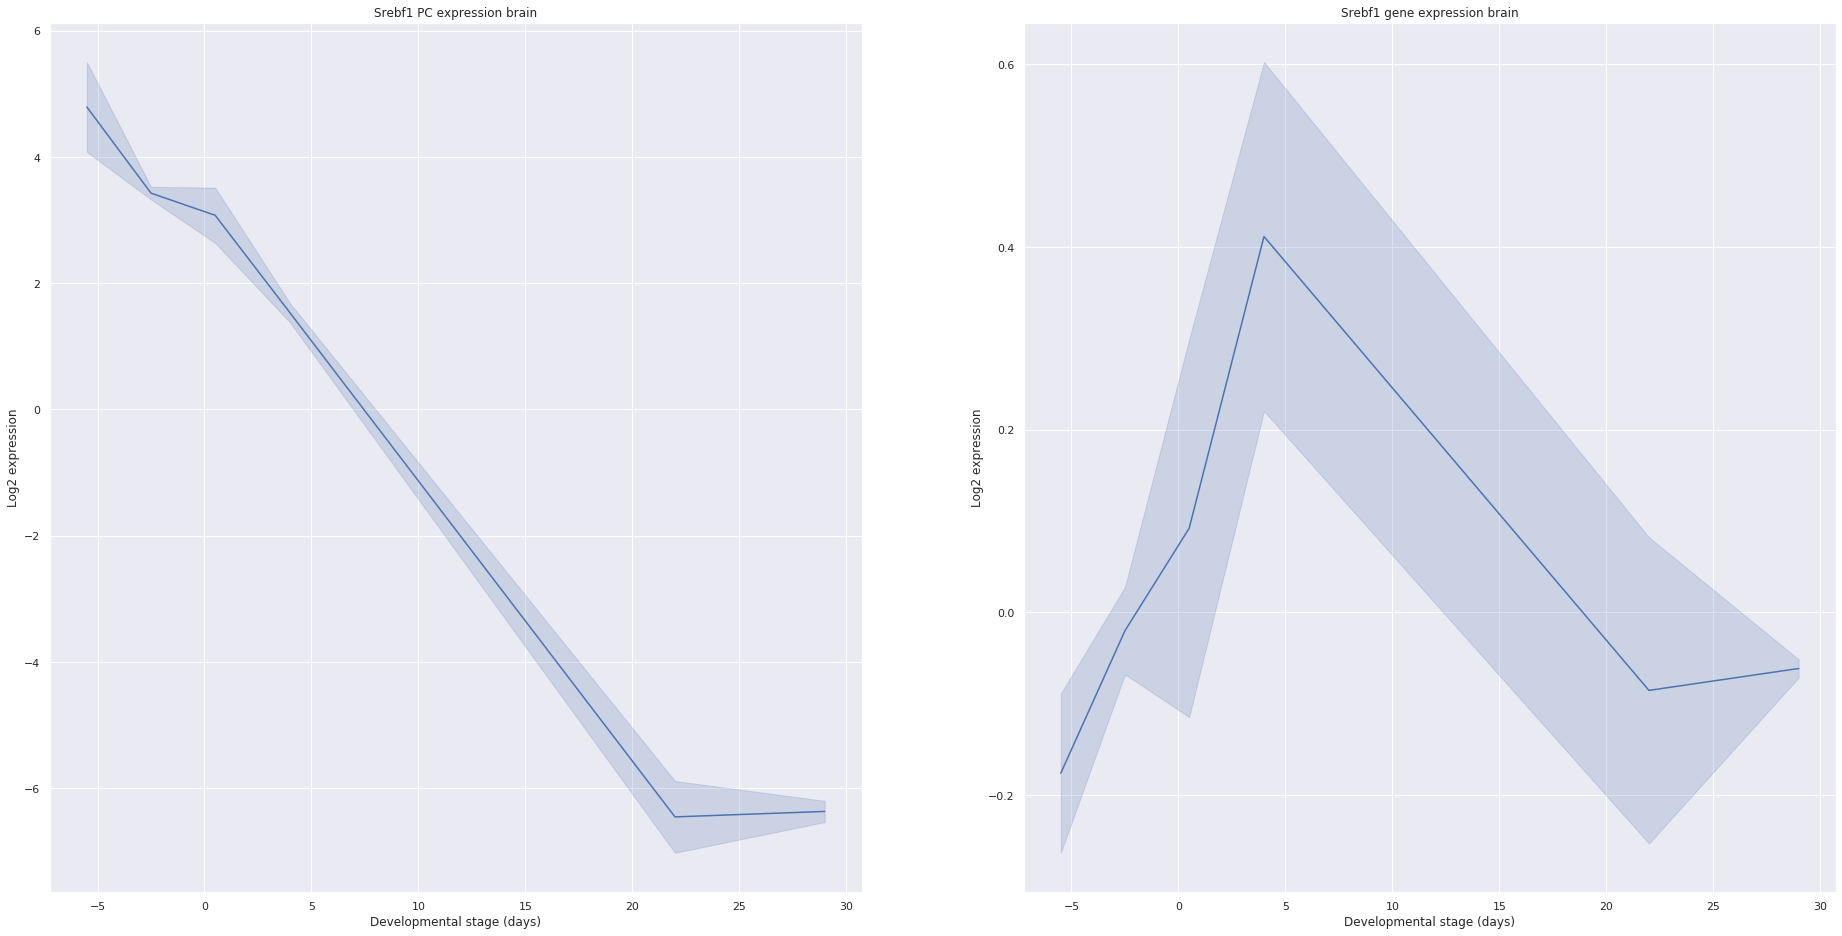 Srebf1 PC expression brain
6
4
2
0
−2
−4
−6
Log2 expression
−5 0 5 10 15 20 25 30
Developmental stage (days)
Srebf1 gene expression brain
0.6
0.4
0.2
0.0
−0.2
Log2 expression
−5 0 5 10 15 20 25 30
Developmental stage (days)